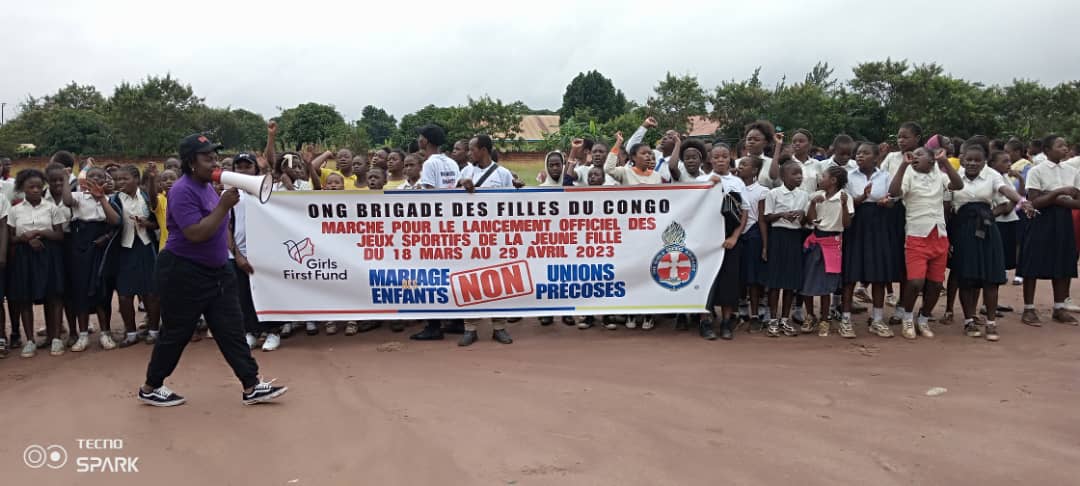 ONG BRIGADE DES FILLES DU CONGO
MARCHE POUR LE LANCEMENT OFFICIEL DES
JEUX SPORTIFS DE LA JEUNE FILLE
DU 18 MARS AU 29 AVRIL 2023
Girls
First Fund
MARIAGE
ENFANTS
NON
UNIONS
PRÉCOSES
TECNO
SPARK